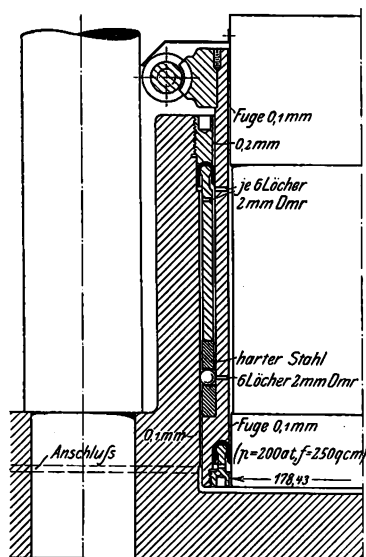 Fuge 0,1mm
0,2mm
je 6 Löcher
2mm Dmr
harter Stahl
6 Löcher 2mm Dmr
0,1mm
Fuge 0,1mm
Anschluß
(p=200at, f=250qcm)
178,43